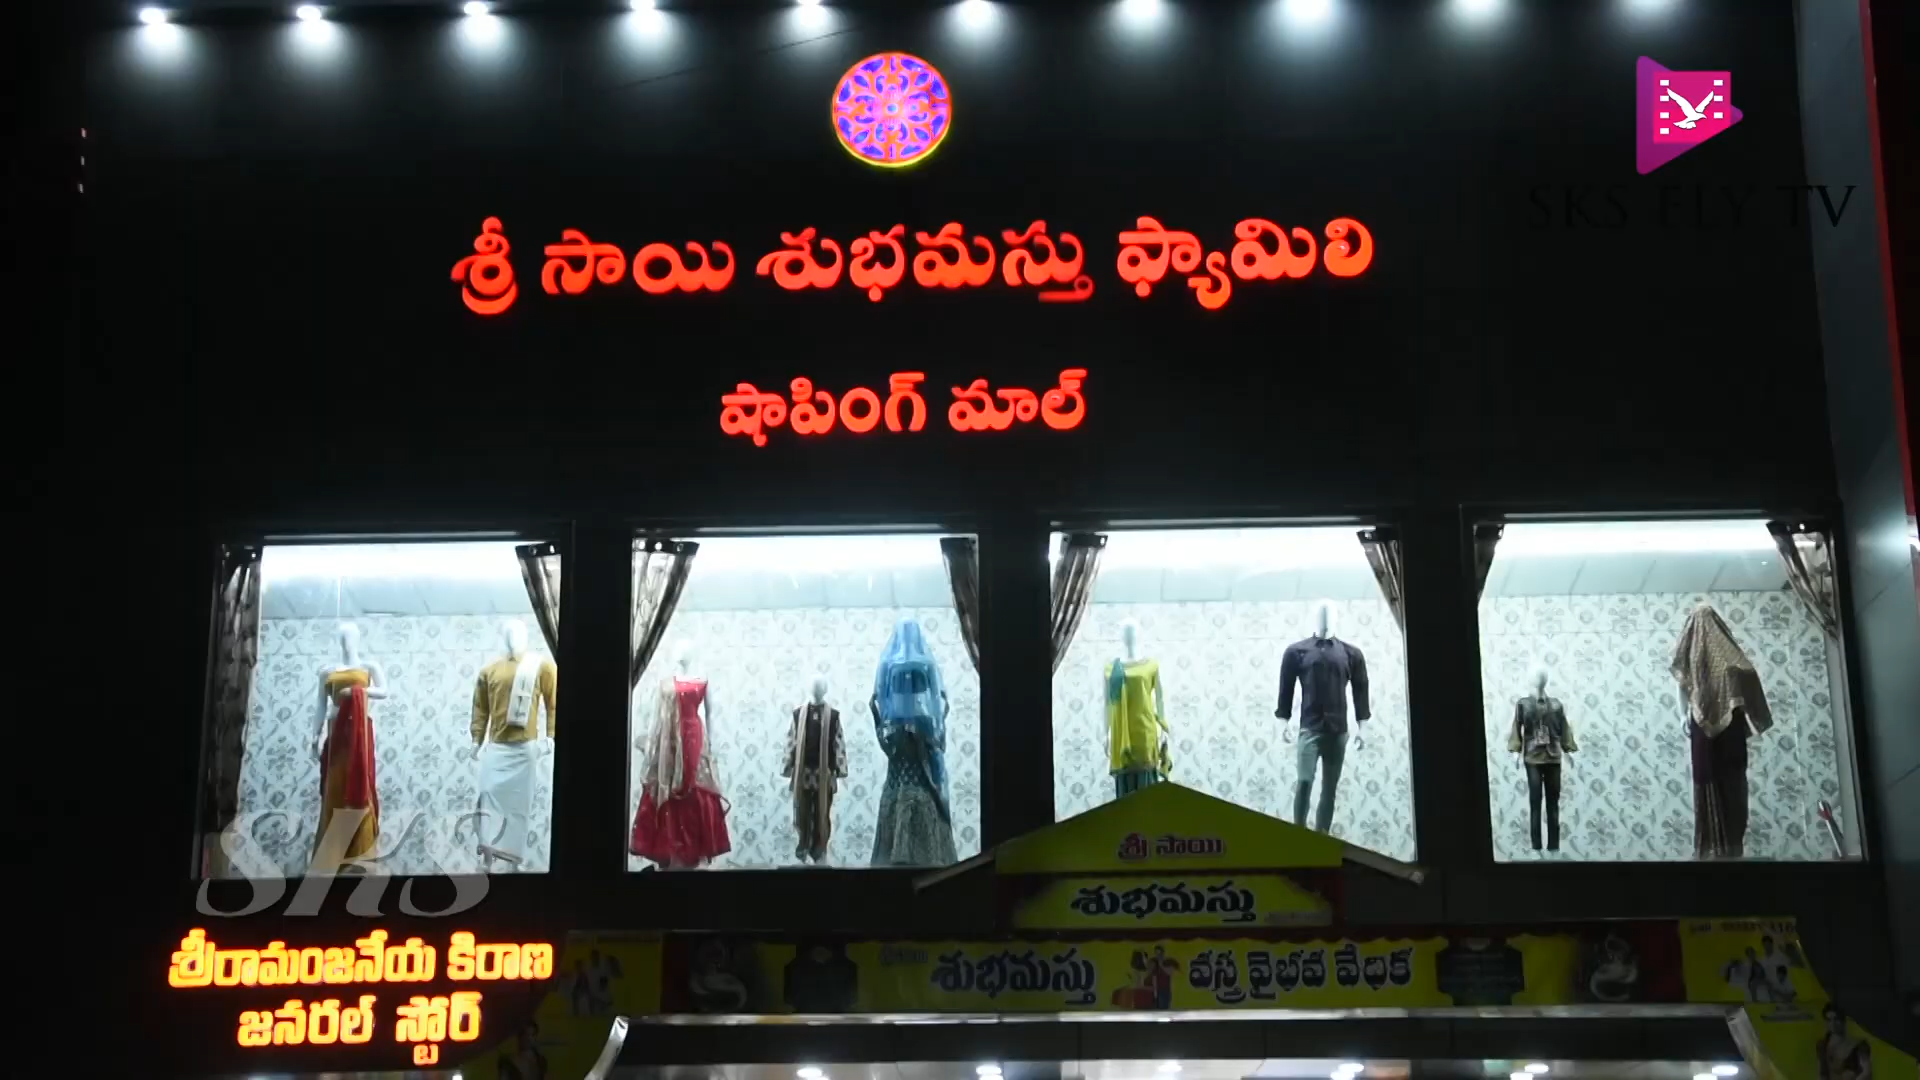 SKS FLY TV
శ్రీ సాయి శుభమస్తు ఫ్యామిలి
షాపింగ్ మాల్
శ్రీ సాయి
శుభమస్తు
శుభమస్తు వస్త్ర వైభవ వేదిక
SKS
శ్రీరామంజనేయ కిరాణ
జనరల్ స్టోర్